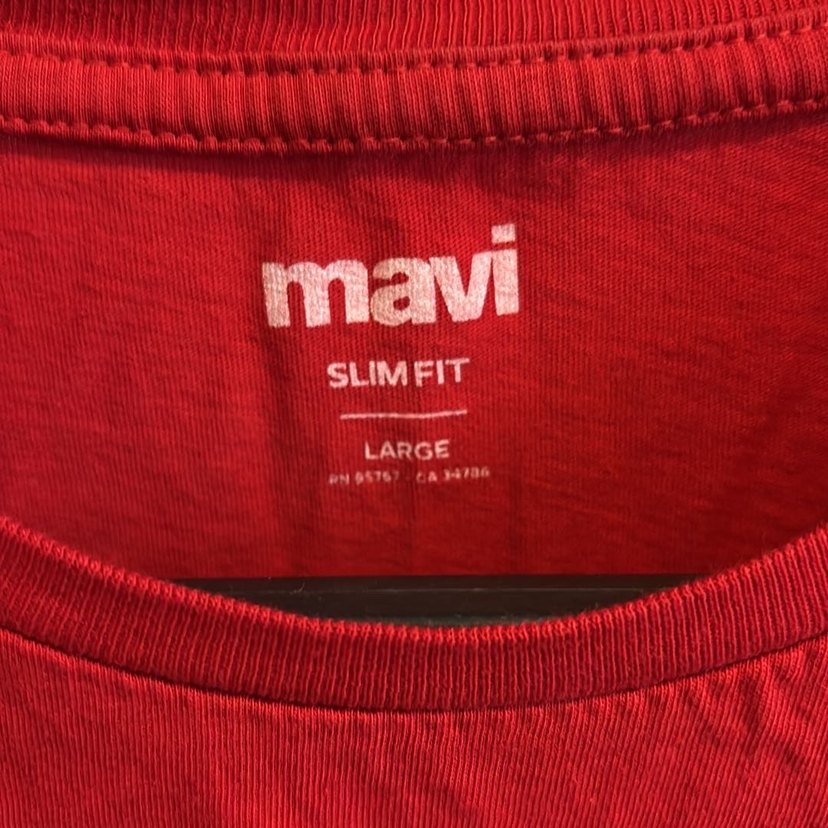 mavi
SLIM FIT
LARGE
RN 95767 - CA 34786